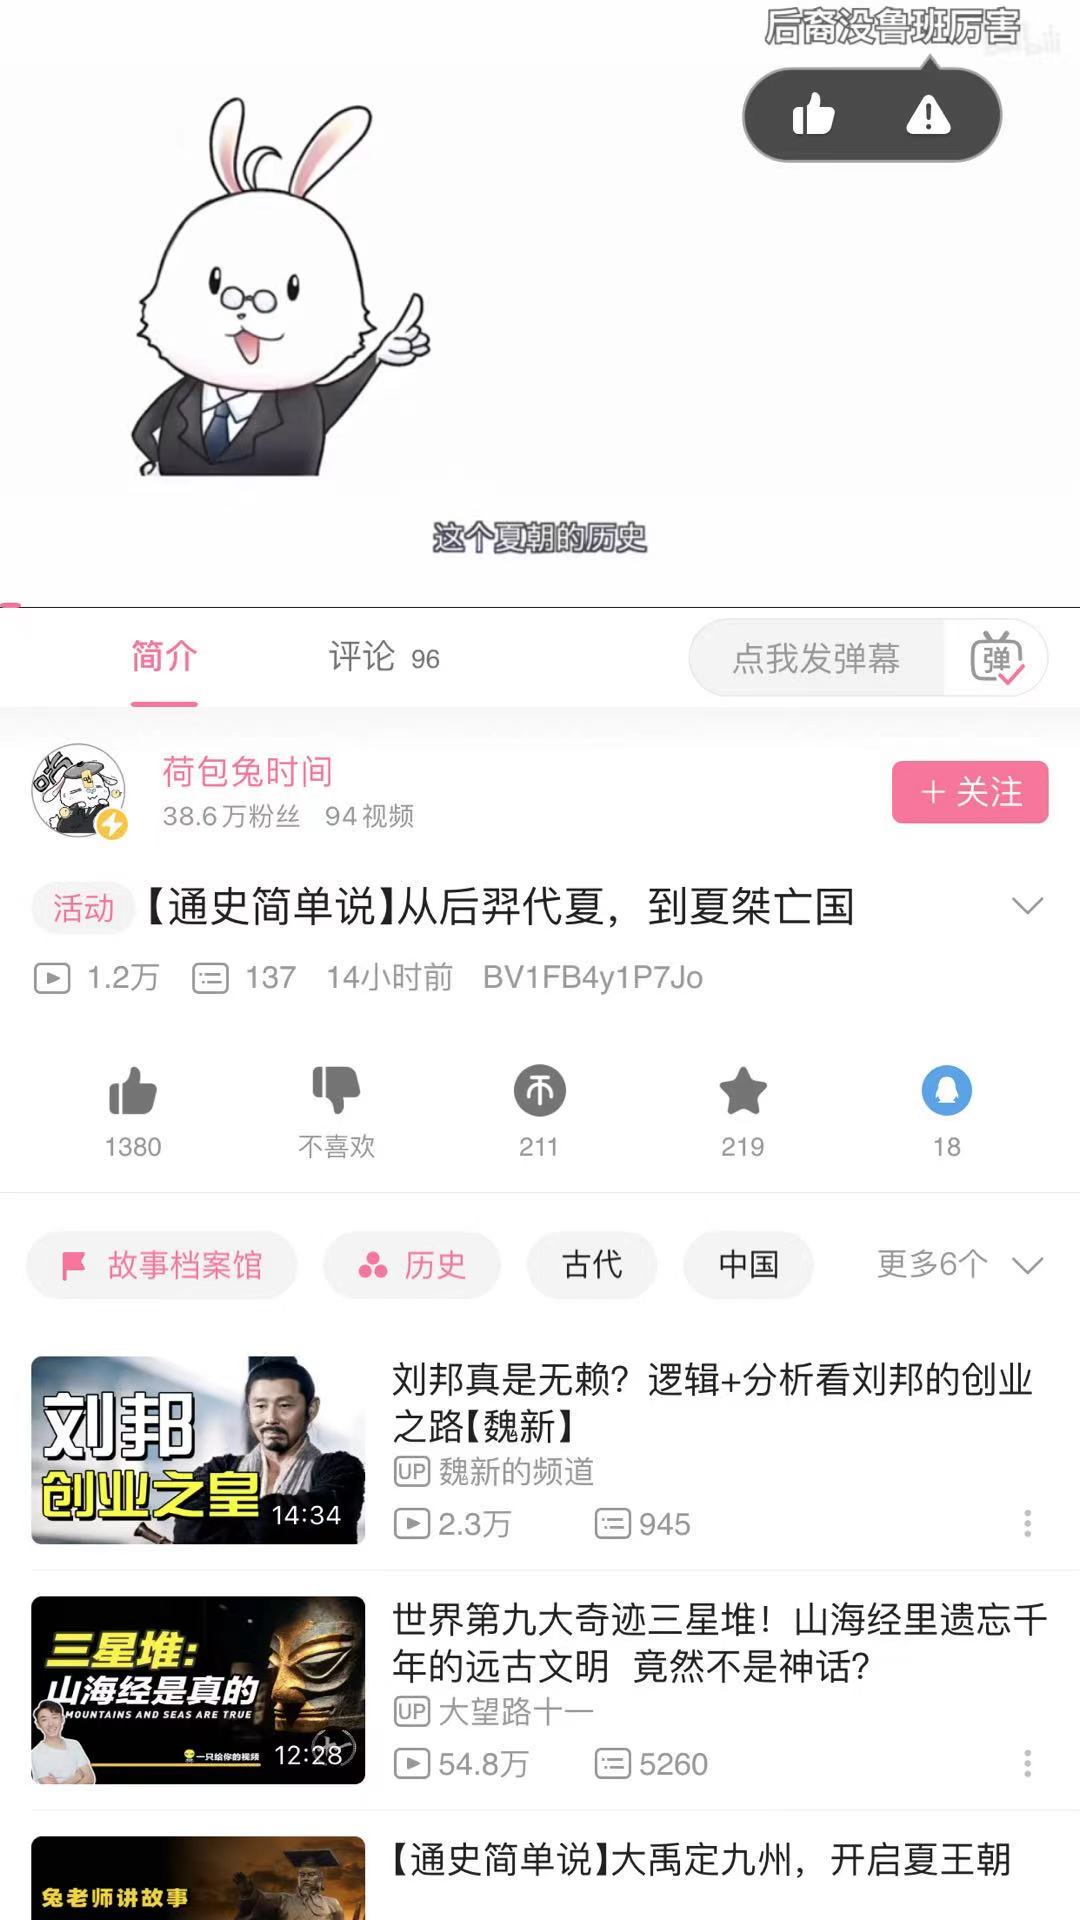 后裔没鲁班厉害
这个夏朝的历史
简介
评论 96
点我发弹幕
弹
荷包兔时间
38.6万粉丝 94视频
+ 关注
活动
【通史简单说】从后羿代夏，到夏桀亡国
1.2万 137 14小时前 BV1FB4y1P7Jo
1380
不喜欢
211
219
18
故事档案馆
历史
古代
中国
更多6个
刘邦
创业之皇
14:34
刘邦真是无赖？逻辑+分析看刘邦的创业
之路【魏新】
UP 魏新的频道
2.3万 945
三星堆:
山海经是真的
MOUNTAINS AND SEAS ARE TRUE
一只给你的视频
12:28
世界第九大奇迹三星堆！山海经里遗忘千
年的远古文明 竟然不是神话？
UP 大望路十一
54.8万 5260
兔老师讲故事
【通史简单说】大禹定九州，开启夏王朝